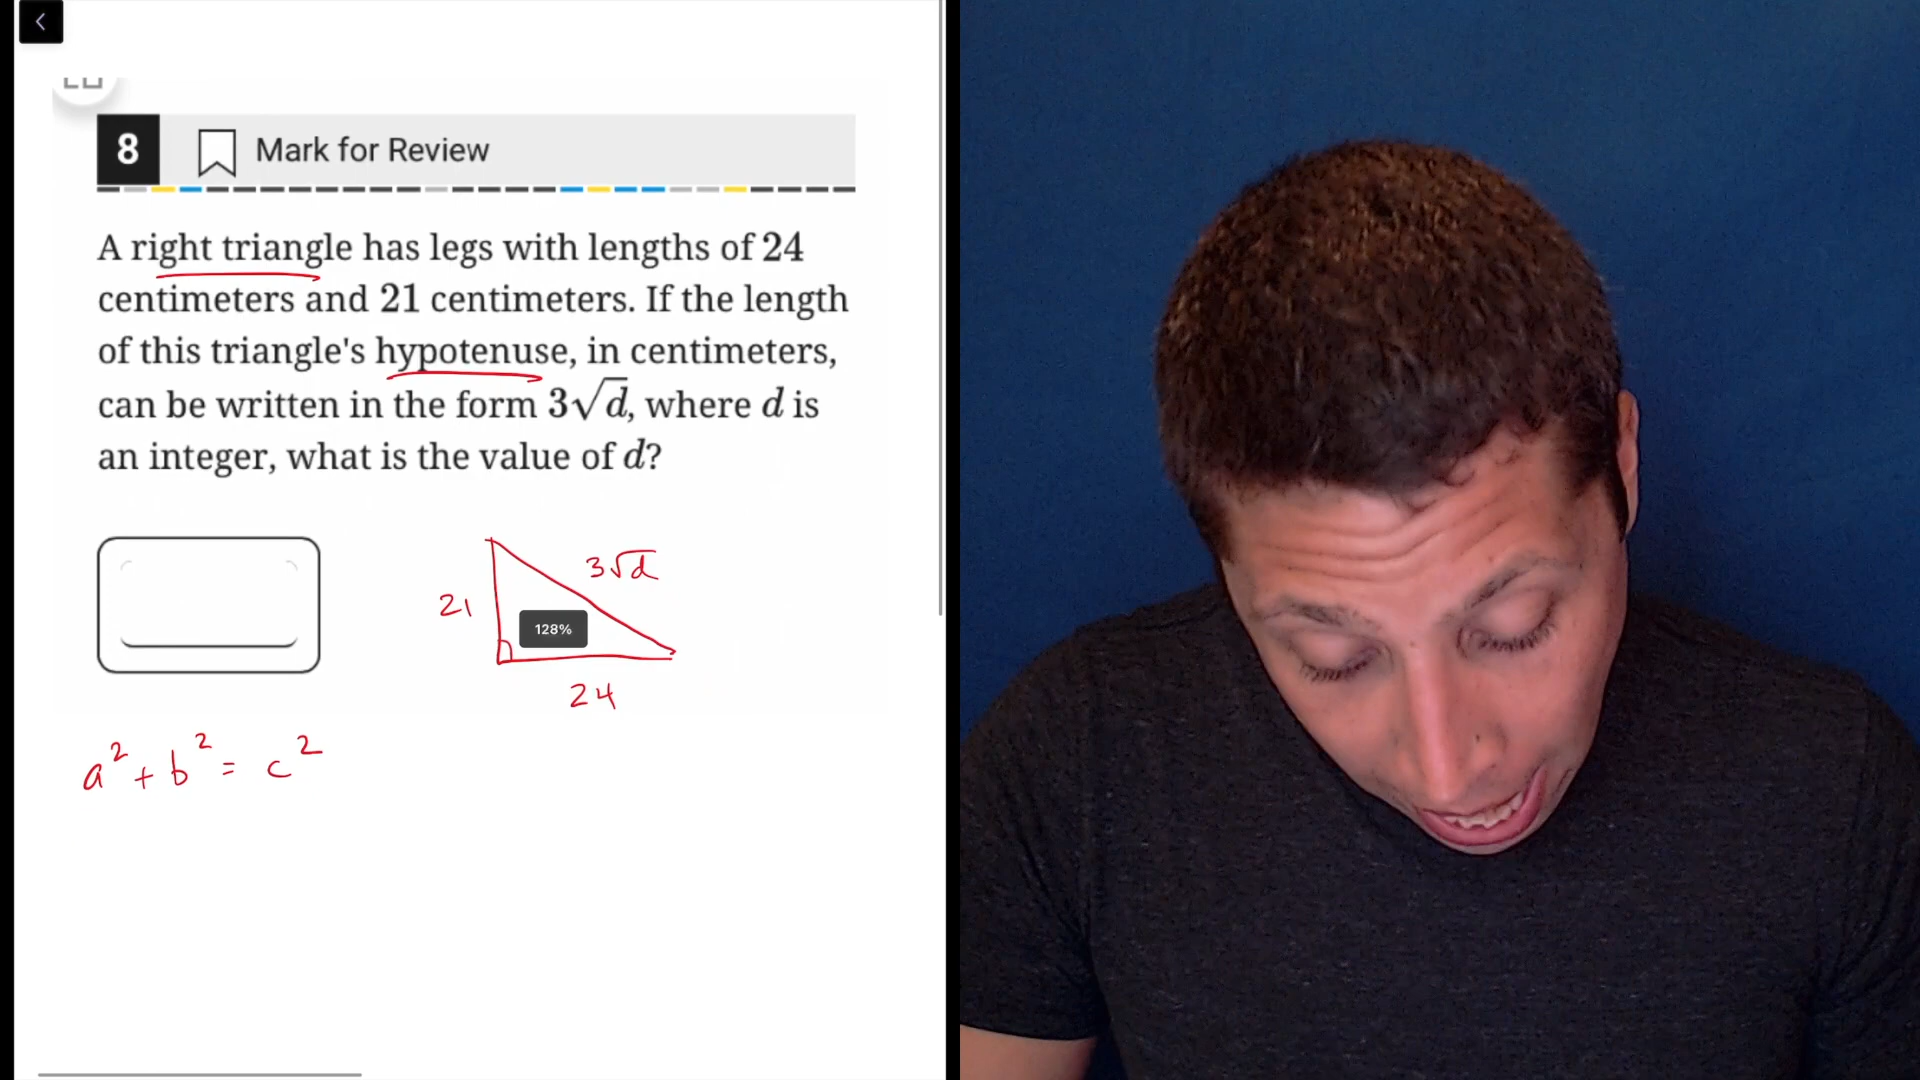 8 Mark for Review
A right triangle has legs with lengths of 24
centimeters and 21 centimeters. If the length
of this triangle's hypotenuse, in centimeters,
can be written in the form 3√d, where d is
an integer, what is the value of d?
3√d
21
128%
24
a² + b² = c²